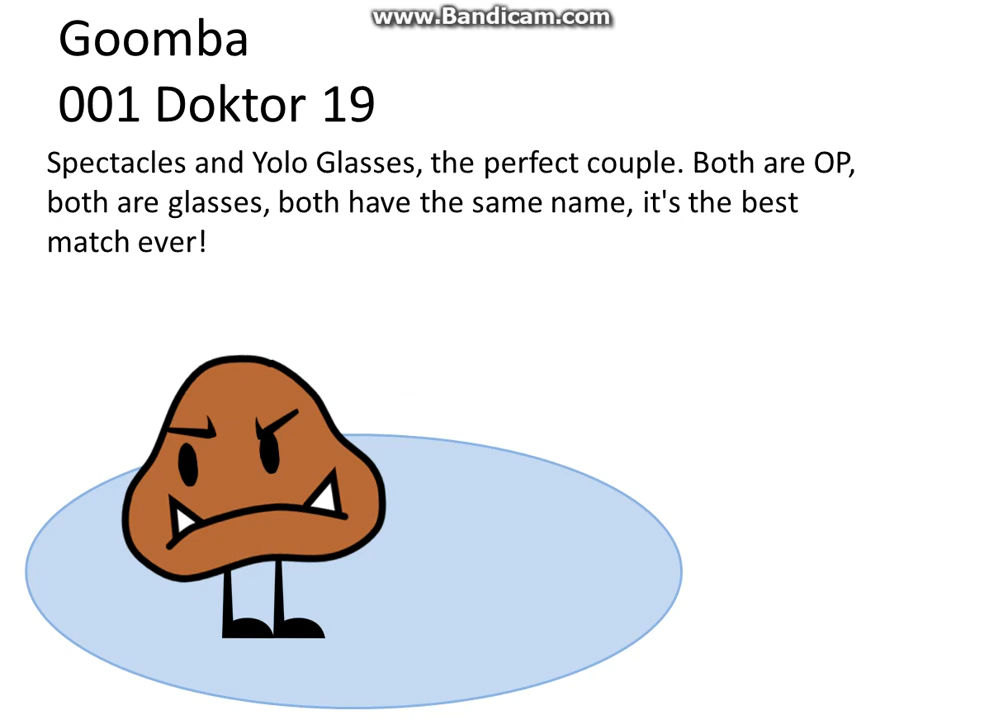 www.Bandicam.com
Goomba
001 Doktor 19
Spectacles and Yolo Glasses, the perfect couple. Both are OP,
both are glasses, both have the same name, it's the best
match ever!